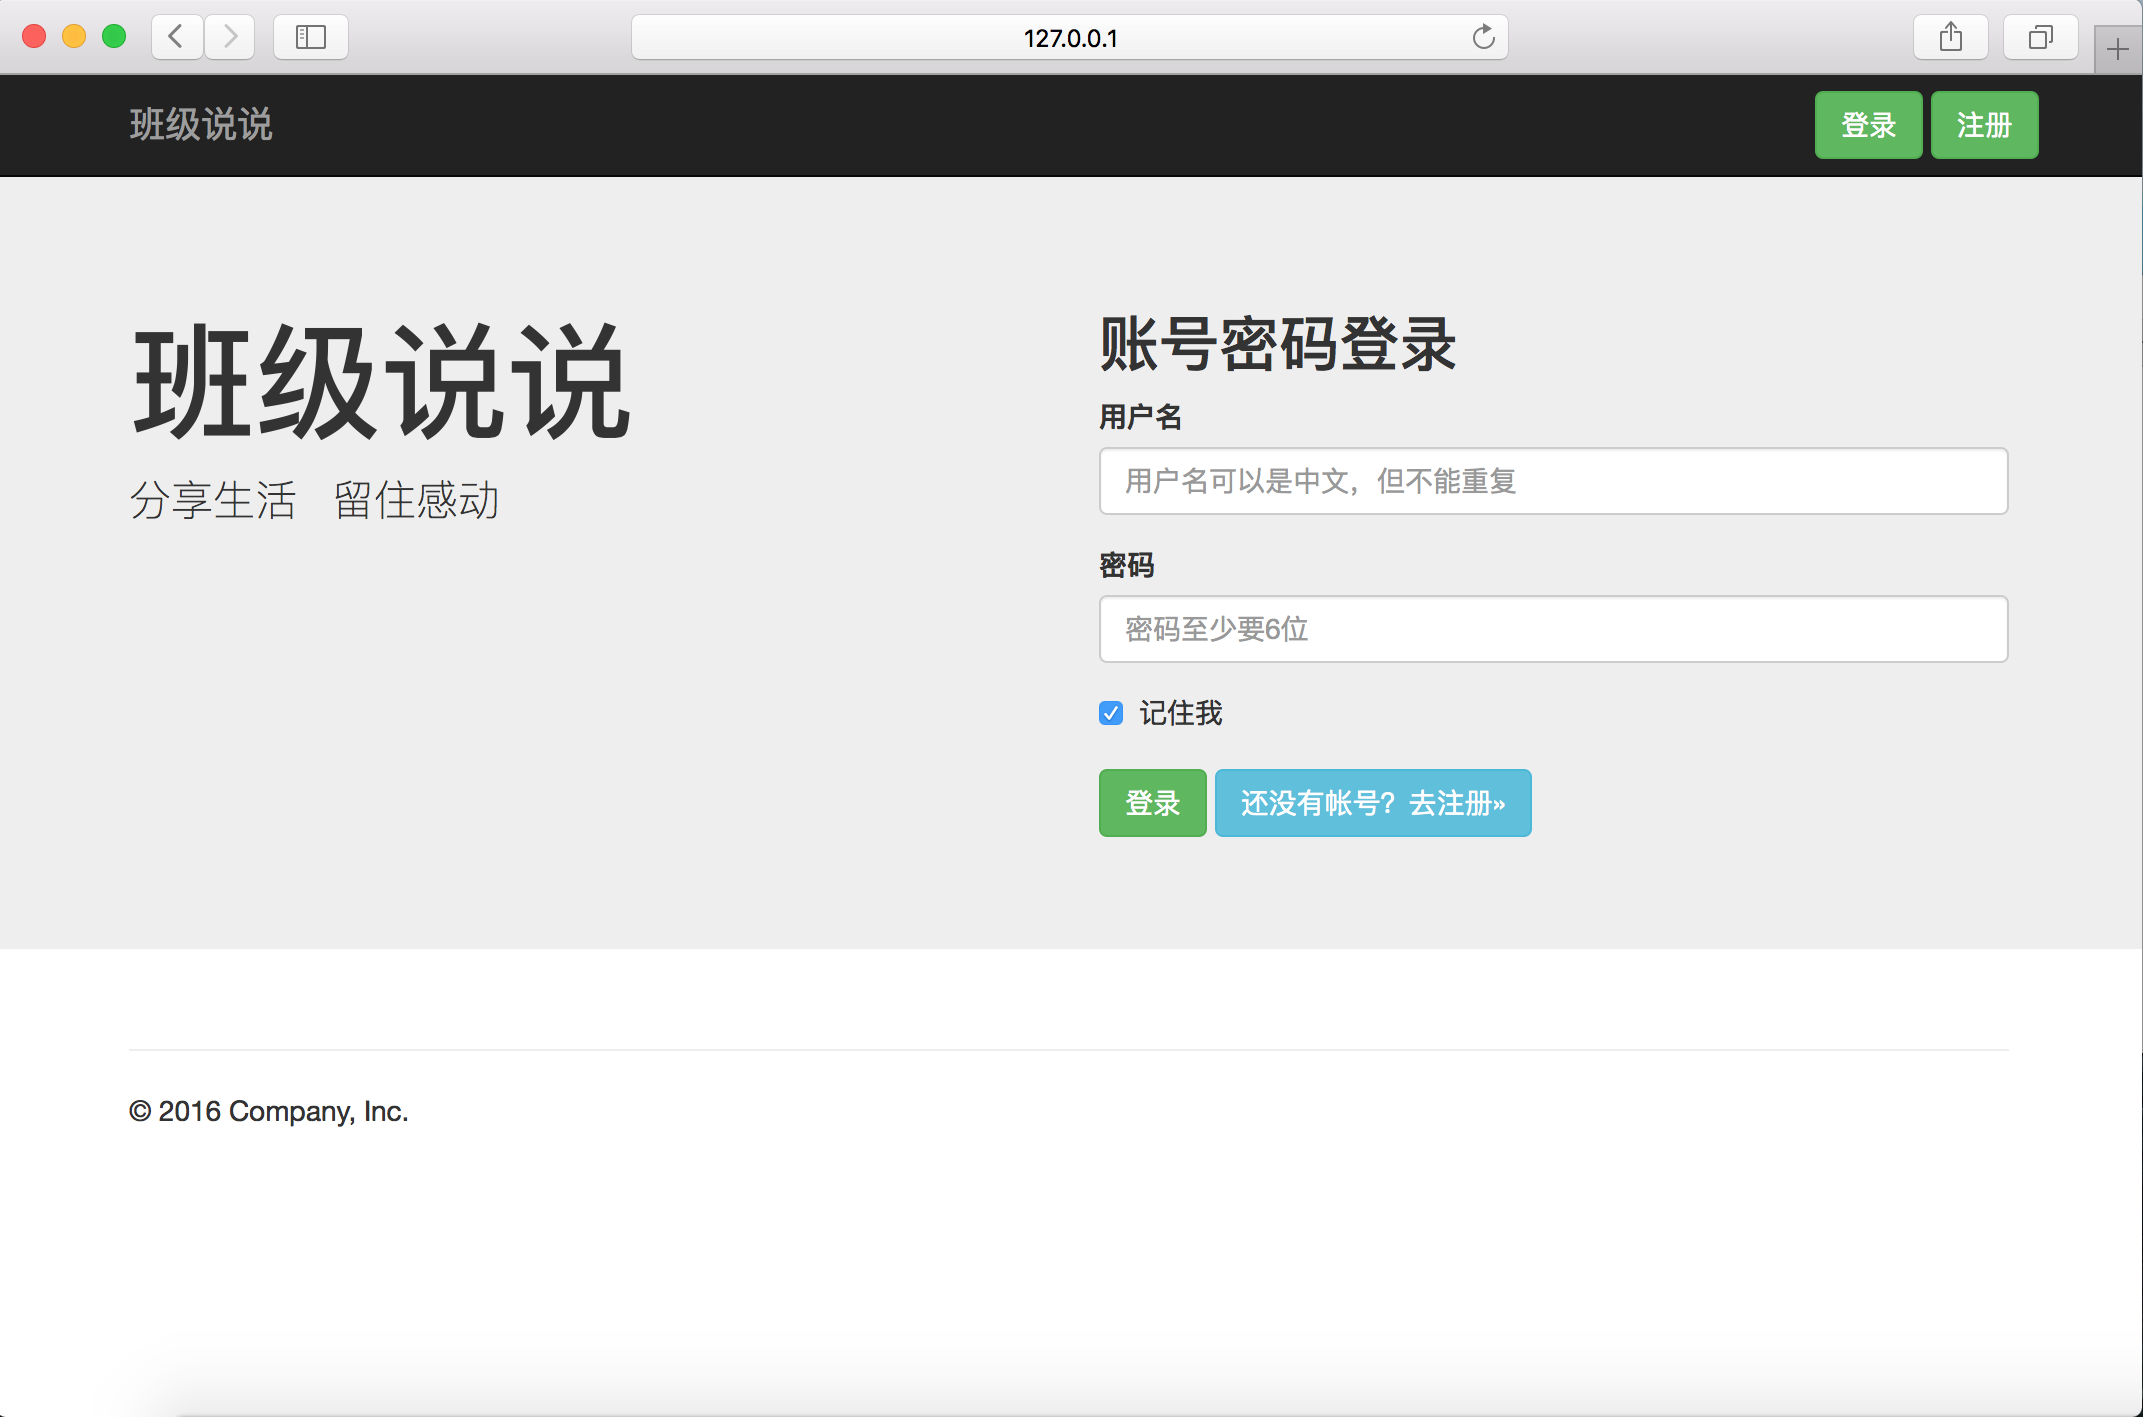 127.0.0.1
班级说说
登录 注册
班级说说
分享生活 留住感动
账号密码登录
用户名
用户名可以是中文，但不能重复
密码
密码至少要6位
记住我
登录 还没有帐号？去注册»
© 2016 Company, Inc.